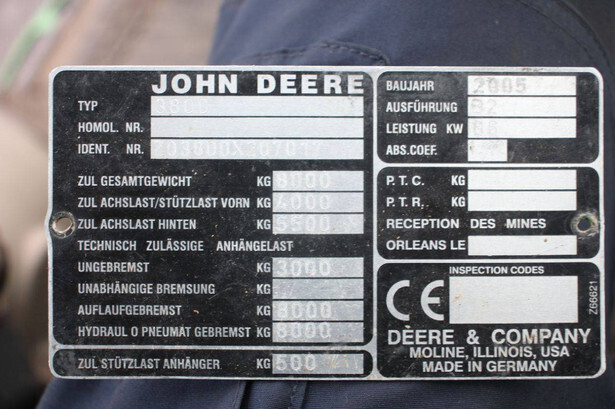 JOHN DEERE
TYP
HOMOL. NR.
IDENT. NR.
ZUL GESAMTGEWICHT KG 8000
ZUL ACHSLAST/STÜTZLAST VORN KG 4000
ZUL ACHSLAST HINTEN KG 5500
TECHNISCH ZULÄSSIGE ANHÄNGELAST
UNGEBREMST KG 3000
UNABHÄNGIGE BREMSUNG KG
AUFLAUFGEBREMST KG 8000
HYDRAUL O PNEUMAT GEBREMST KG 8000
ZUL STÜTZLAST ANHÄNGER KG 500
BAUJAHR 2005
AUSFÜHRUNG
LEISTUNG KW
ABS.COEF.
P.T.C. KG
P.T.R. KG
RECEPTION DES MINES
ORLEANS LE
INSPECTION CODES
CE
DEERE & COMPANY
MOLINE, ILLINOIS, USA
MADE IN GERMANY
Z66621